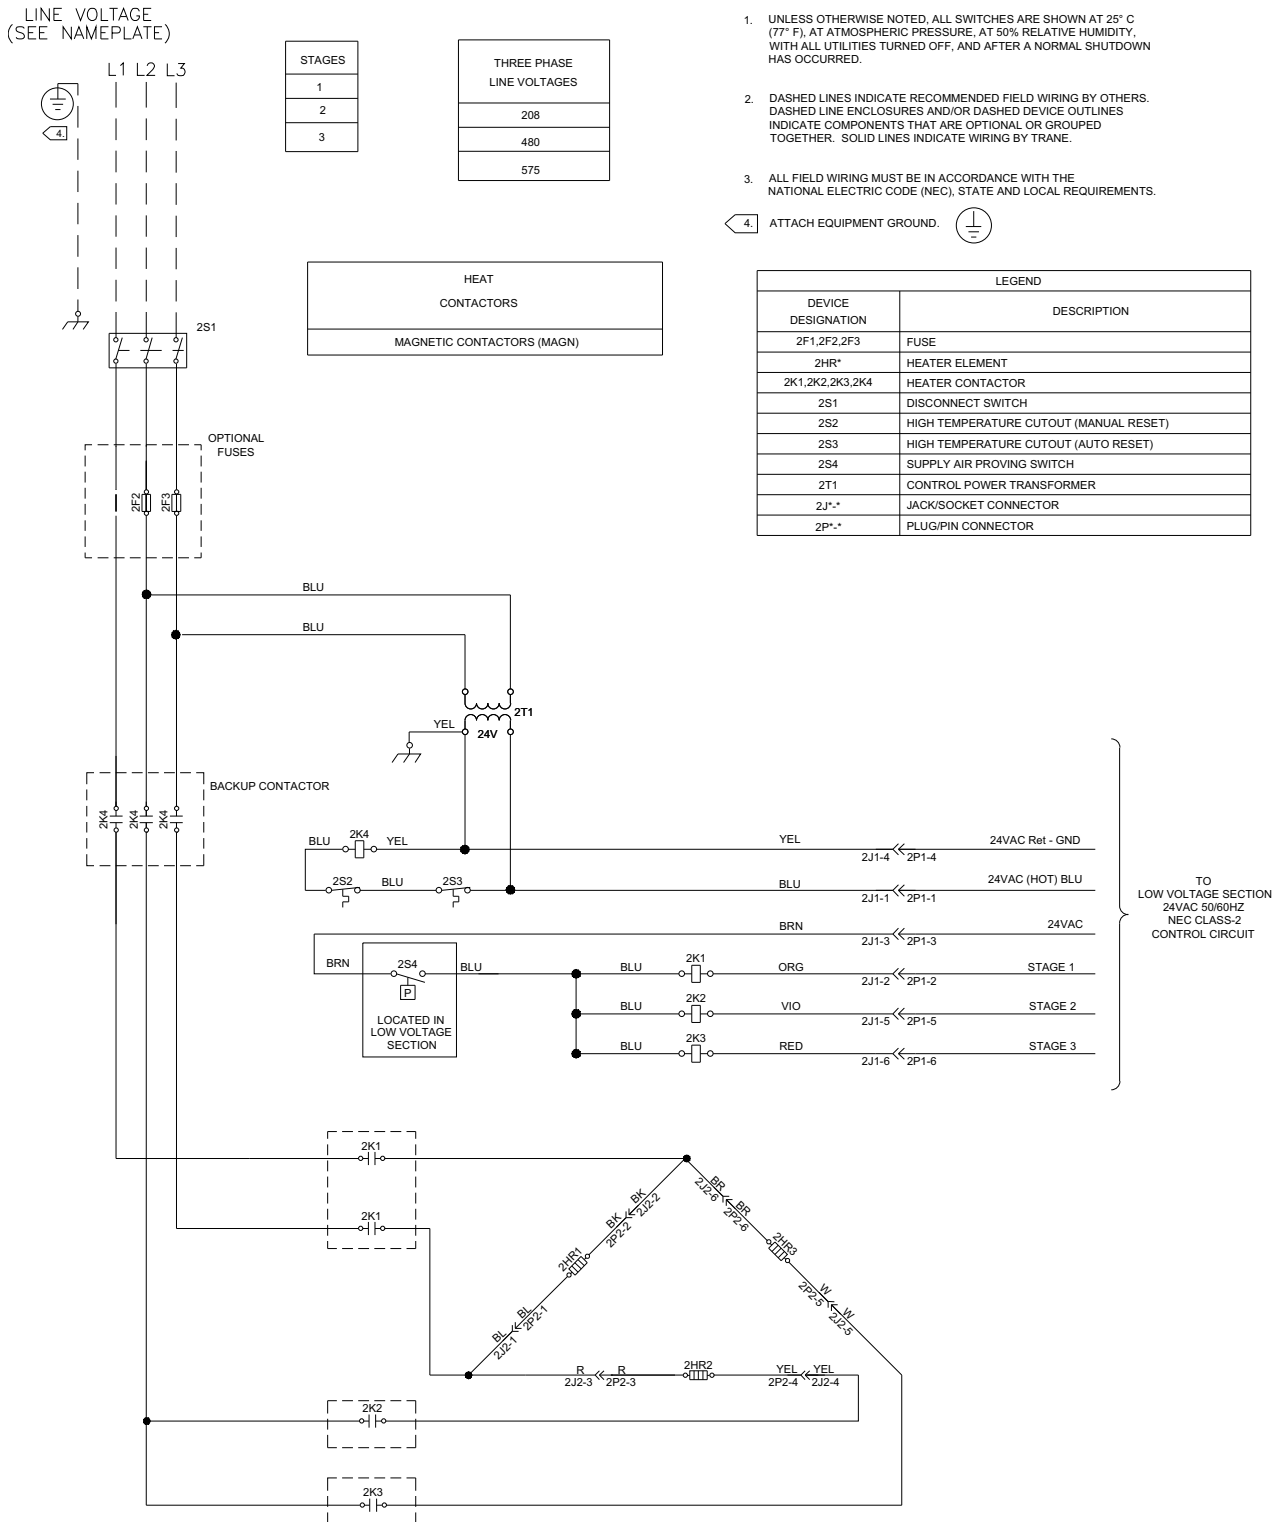 LINE VOLTAGE
(SEE NAMEPLATE)
L1 L2 L3
4.
STAGES
1
2
3
THREE PHASE
LINE VOLTAGES
208
480
575
1. UNLESS OTHERWISE NOTED, ALL SWITCHES ARE SHOWN AT 25° C
(77° F), AT ATMOSPHERIC PRESSURE, AT 50% RELATIVE HUMIDITY,
WITH ALL UTILITIES TURNED OFF, AND AFTER A NORMAL SHUTDOWN
HAS OCCURRED.
2. DASHED LINES INDICATE RECOMMENDED FIELD WIRING BY OTHERS.
DASHED LINE ENCLOSURES AND/OR DASHED DEVICE OUTLINES
INDICATE COMPONENTS THAT ARE OPTIONAL OR GROUPED
TOGETHER. SOLID LINES INDICATE WIRING BY TRANE.
3. ALL FIELD WIRING MUST BE IN ACCORDANCE WITH THE
NATIONAL ELECTRIC CODE (NEC), STATE AND LOCAL REQUIREMENTS.
4. ATTACH EQUIPMENT GROUND.
HEAT
CONTACTORS
MAGNETIC CONTACTORS (MAGN)
LEGEND
DEVICE
DESIGNATION
DESCRIPTION
2F1,2F2,2F3 FUSE
2HR* HEATER ELEMENT
2K1,2K2,2K3,2K4 HEATER CONTACTOR
2S1 DISCONNECT SWITCH
2S2 HIGH TEMPERATURE CUTOUT (MANUAL RESET)
2S3 HIGH TEMPERATURE CUTOUT (AUTO RESET)
2S4 SUPPLY AIR PROVING SWITCH
2T1 CONTROL POWER TRANSFORMER
2J*-* JACK/SOCKET CONNECTOR
2P*-* PLUG/PIN CONNECTOR
2S1
OPTIONAL
FUSES
2F2 2F3
BLU
BLU
2T1
YEL
24V
BACKUP CONTACTOR
2K4 2K4 2K4
BLU 2K4 YEL
YEL
2J1-4 2P1-4
24VAC Ret - GND
2S2 BLU 2S3
BLU
2J1-1 2P1-1
24VAC (HOT) BLU
BRN
2J1-3 2P1-3
24VAC
BRN
2S4
P
LOCATED IN
LOW VOLTAGE
SECTION
BLU
BLU 2K1 ORG
2J1-2 2P1-2
STAGE 1
BLU 2K2 VIO
2J1-5 2P1-5
STAGE 2
BLU 2K3 RED
2J1-6 2P1-6
STAGE 3
TO
LOW VOLTAGE SECTION
24VAC 50/60HZ
NEC CLASS-2
CONTROL CIRCUIT
2K1
2K1
BK BK
2P2-2 2J2-2
2HR1
BL BL
2J2-1 2P2-1
BR BR
2J2-6 2P2-6
2HR3
W W
2P2-5 2J2-5
R R
2J2-3 2P2-3
2HR2
YEL YEL
2P2-4 2J2-4
2K2
2K3